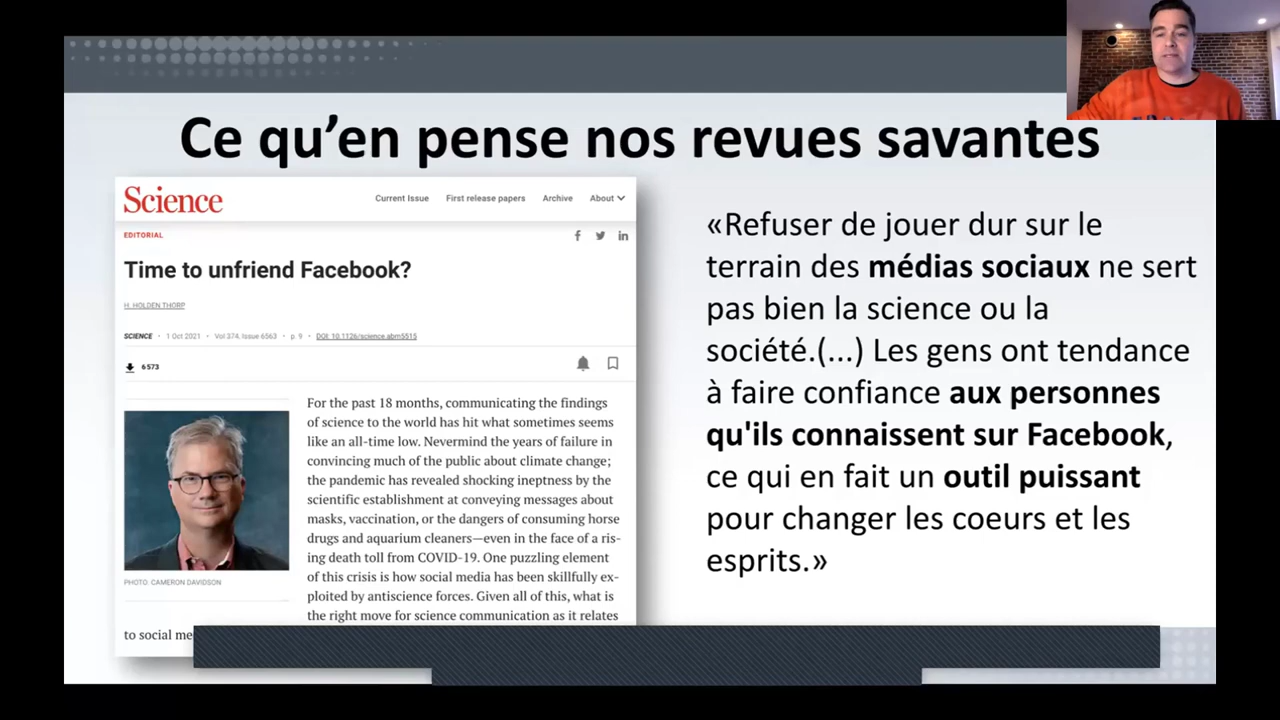 Ce qu’en pense nos revues savantes
Science
Current Issue First release papers Archive About
EDITORIAL
Time to unfriend Facebook?
H. HOLDEN THORP
SCIENCE • 1 Oct 2021 • Vol 374, Issue 6563 • p. 9 • DOI: 10.1126/science.abm5515
6 573
For the past 18 months, communicating the findings
of science to the world has hit what sometimes seems
like an all-time low. Nevermind the years of failure in
convincing much of the public about climate change;
the pandemic has revealed shocking ineptness by the
scientific establishment at conveying messages about
masks, vaccination, or the dangers of consuming horse
drugs and aquarium cleaners—even in the face of a ris-
ing death toll from COVID-19. One puzzling element
of this crisis is how social media has been skillfully ex-
ploited by antiscience forces. Given all of this, what is
the right move for science communication as it relates
to social me
PHOTO: CAMERON DAVIDSON
«Refuser de jouer dur sur le
terrain des médias sociaux ne sert
pas bien la science ou la
société.(...) Les gens ont tendance
à faire confiance aux personnes
qu'ils connaissent sur Facebook,
ce qui en fait un outil puissant
pour changer les coeurs et les
esprits.»